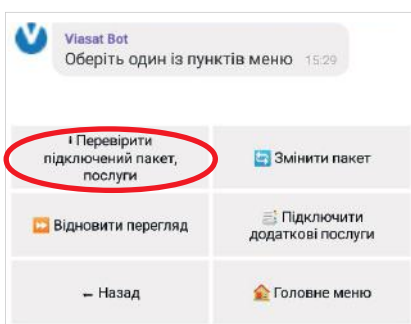 Viasat Bot
Оберіть один із пунктів меню 15:29
Перевірити
підключений пакет,
послуги
Змінити пакет
Відновити перегляд
Підключити
додаткові послуги
← Назад
Головне меню